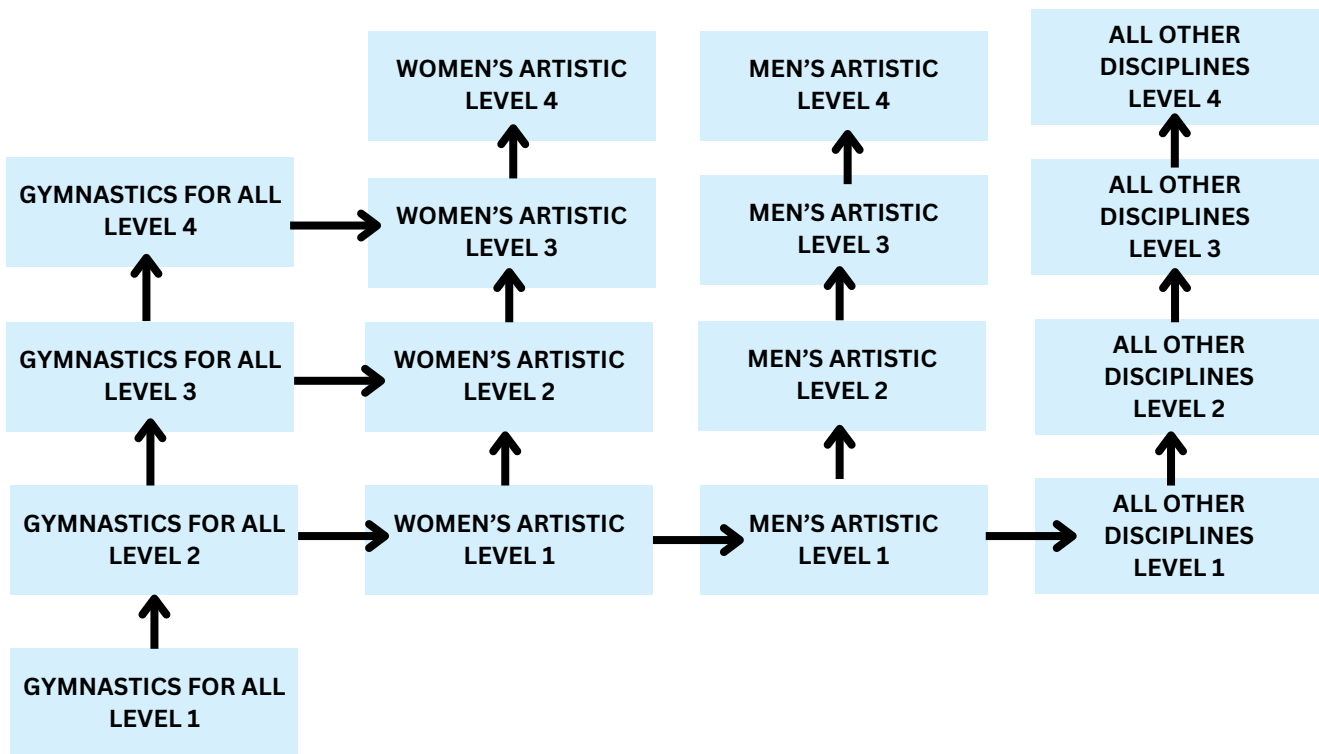 WOMEN’S ARTISTIC
LEVEL 4
MEN’S ARTISTIC
LEVEL 4
ALL OTHER
DISCIPLINES
LEVEL 4
GYMNASTICS FOR ALL
LEVEL 4
WOMEN’S ARTISTIC
LEVEL 3
MEN’S ARTISTIC
LEVEL 3
ALL OTHER
DISCIPLINES
LEVEL 3
GYMNASTICS FOR ALL
LEVEL 3
WOMEN’S ARTISTIC
LEVEL 2
MEN’S ARTISTIC
LEVEL 2
ALL OTHER
DISCIPLINES
LEVEL 2
GYMNASTICS FOR ALL
LEVEL 2
WOMEN’S ARTISTIC
LEVEL 1
MEN’S ARTISTIC
LEVEL 1
ALL OTHER
DISCIPLINES
LEVEL 1
GYMNASTICS FOR ALL
LEVEL 1